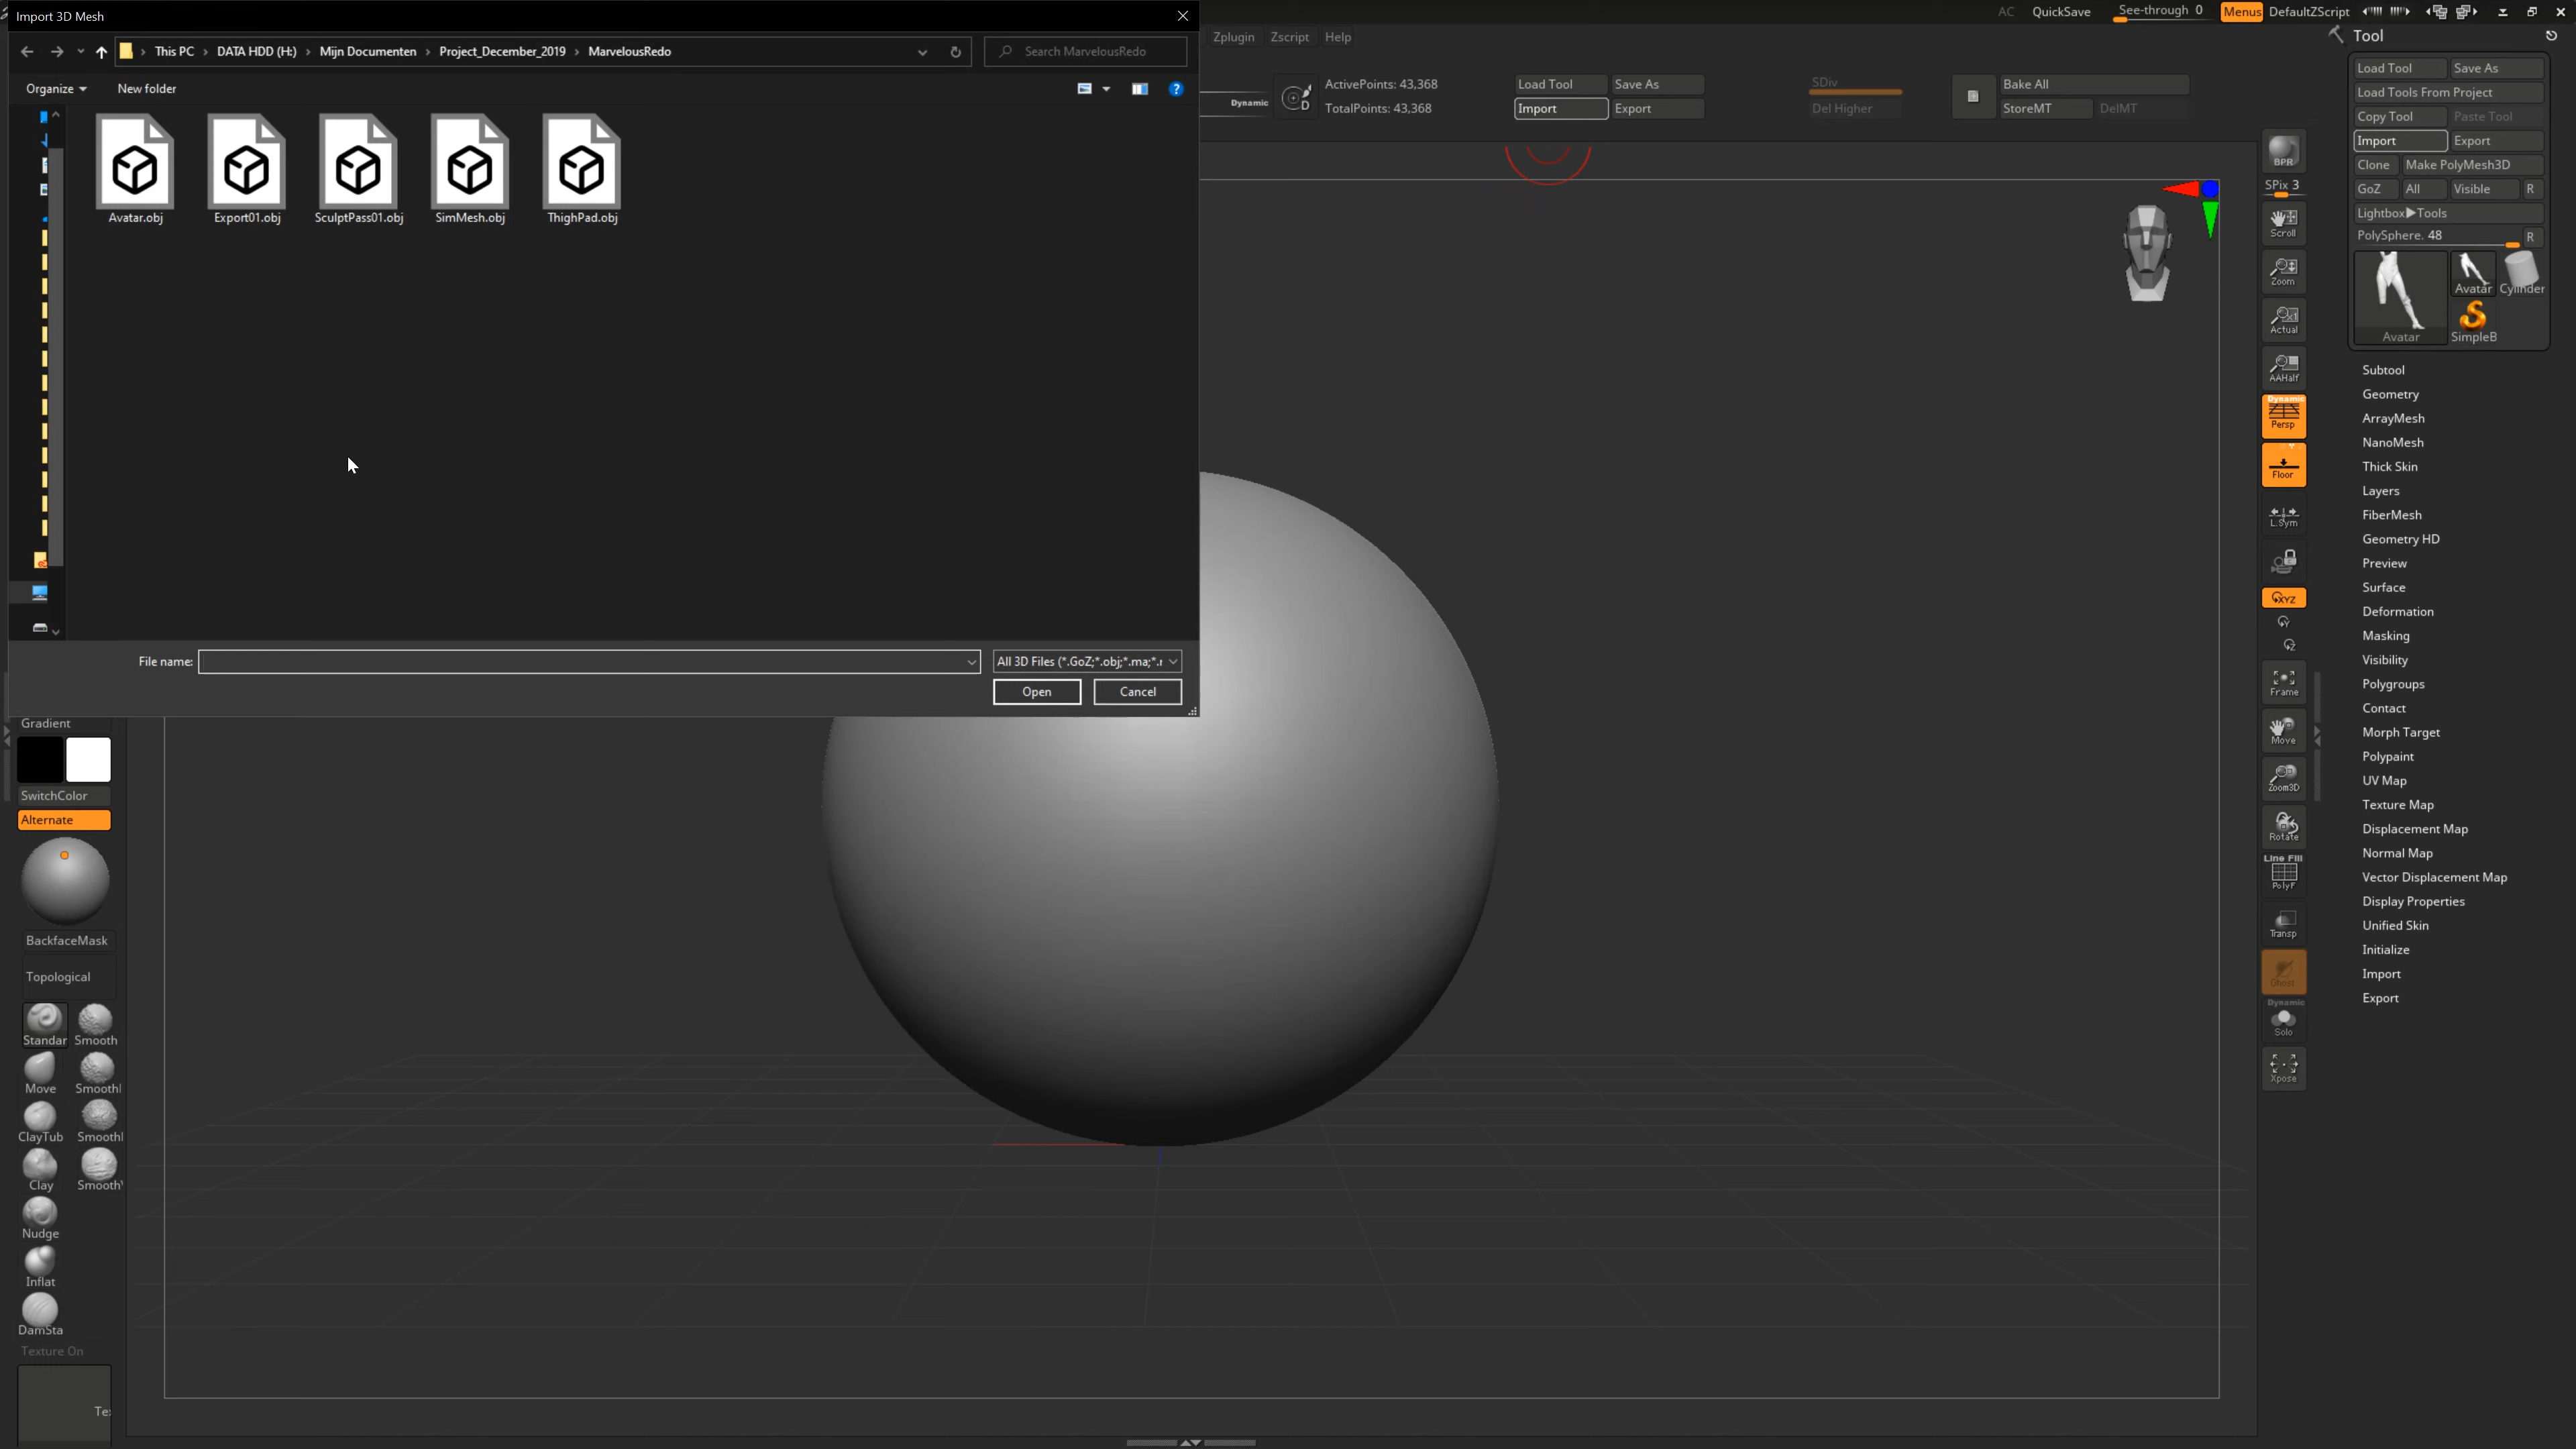 Import 3D Mesh
AC QuickSave See-through 0 Menus DefaultZScript
This PC › DATA HDD (H:) › Mijn Documenten › Project_December_2019 › MarvelousRedo
Search MarvelousRedo
Organize New folder
Zplugin Zscript Help
Avatar.obj Export01.obj SculptPass01.obj SimMesh.obj ThighPad.obj
File name:
All 3D Files (*.GoZ;*.obj;*.ma;*.
Open Cancel
Dynamic
D
ActivePoints: 43,368
TotalPoints: 43,368
Load Tool Save As
Import Export
SDiv
Del Higher
Bake All
StoreMT DelMT
Gradient
SwitchColor
Alternate
BackfaceMask
Topological
Standar Smooth
Move Smooth
ClayTub Smooth
Clay Smooth
Nudge
Inflat
DamSta
Texture On
Te
BPR
SPix 3
Scroll
Zoom
Actual
AAHalf
Dynamic
Persp
Floor
L.Sym
XYZ
Y
Z
Frame
Move
Zoom3D
Rotate
Line Fill
PolyF
Transp
Ghost
Dynamic
Solo
Xpose
Tool
Load Tool Save As
Load Tools From Project
Copy Tool Paste Tool
Import Export
Clone Make PolyMesh3D
GoZ All Visible R
Lightbox▶Tools
PolySphere. 48 R
Avatar Cylinder
Avatar SimpleB
Subtool
Geometry
ArrayMesh
NanoMesh
Thick Skin
Layers
FiberMesh
Geometry HD
Preview
Surface
Deformation
Masking
Visibility
Polygroups
Contact
Morph Target
Polypaint
UV Map
Texture Map
Displacement Map
Normal Map
Vector Displacement Map
Display Properties
Unified Skin
Initialize
Import
Export